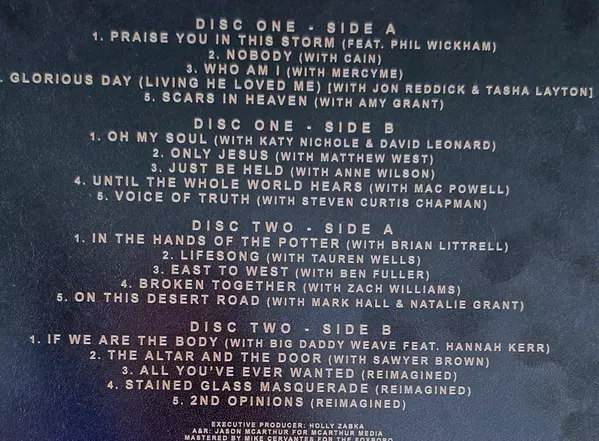 DISC ONE - SIDE A
1. PRAISE YOU IN THIS STORM (FEAT. PHIL WICKHAM)
2. NOBODY (WITH CAIN)
3. WHO AM I (WITH MERCYME)
. GLORIOUS DAY (LIVING HE LOVED ME) [WITH JON REDDICK & TASHA LAYTON]
5. SCARS IN HEAVEN (WITH AMY GRANT)
DISC ONE - SIDE B
1. OH MY SOUL (WITH KATY NICHOLE & DAVID LEONARD)
2. ONLY JESUS (WITH MATTHEW WEST)
3. JUST BE HELD (WITH ANNE WILSON)
4. UNTIL THE WHOLE WORLD HEARS (WITH MAC POWELL)
5. VOICE OF TRUTH (WITH STEVEN CURTIS CHAPMAN)
DISC TWO - SIDE A
1. IN THE HANDS OF THE POTTER (WITH BRIAN LITTRELL)
2. LIFESONG (WITH TAUREN WELLS)
3. EAST TO WEST (WITH BEN FULLER)
4. BROKEN TOGETHER (WITH ZACH WILLIAMS)
5. ON THIS DESERT ROAD (WITH MARK HALL & NATALIE GRANT)
DISC TWO - SIDE B
1. IF WE ARE THE BODY (WITH BIG DADDY WEAVE FEAT. HANNAH KERR)
2. THE ALTAR AND THE DOOR (WITH SAWYER BROWN)
3. ALL YOU'VE EVER WANTED (REIMAGINED)
4. STAINED GLASS MASQUERADE (REIMAGINED)
5. 2ND OPINIONS (REIMAGINED)
EXECUTIVE PRODUCER: HOLLY ZABKA
A&R: JASON MCARTHUR FOR MCARTHUR MEDIA
MASTERED BY MIKE CERVANTES FOR THE FOXBORO